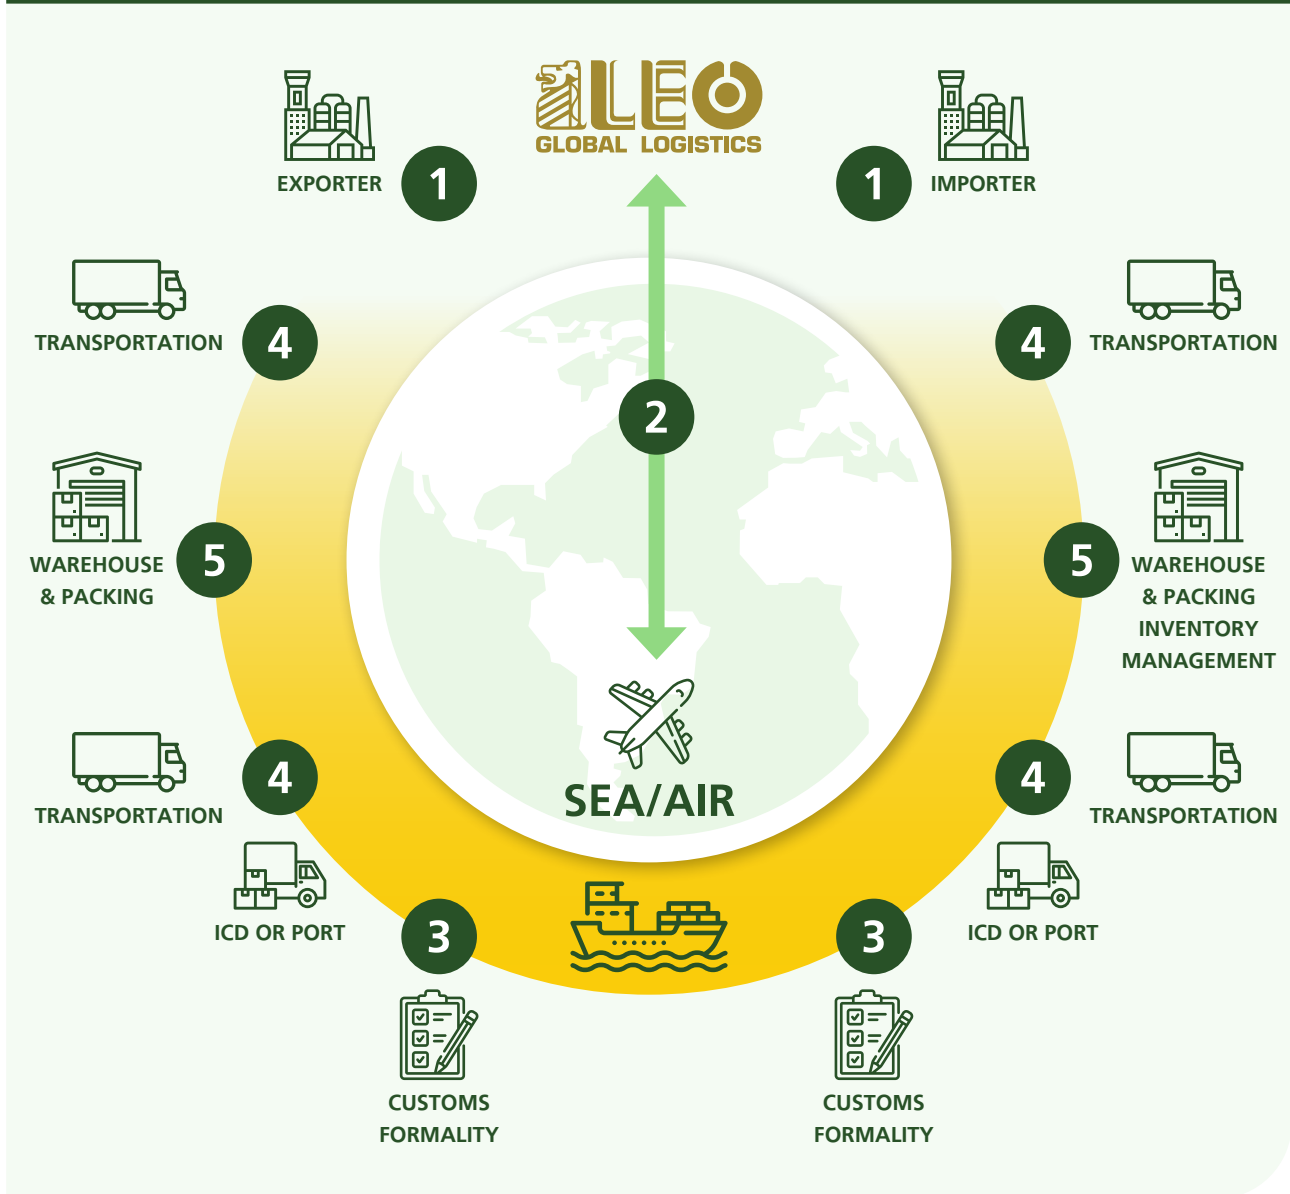 LEO
GLOBAL LOGISTICS
EXPORTER
1
1
IMPORTER
TRANSPORTATION
4
4
TRANSPORTATION
2
WAREHOUSE
& PACKING
5
5
WAREHOUSE
& PACKING
INVENTORY
MANAGEMENT
TRANSPORTATION
4
SEA/AIR
4
TRANSPORTATION
ICD OR PORT
3
3
ICD OR PORT
CUSTOMS
FORMALITY
CUSTOMS
FORMALITY